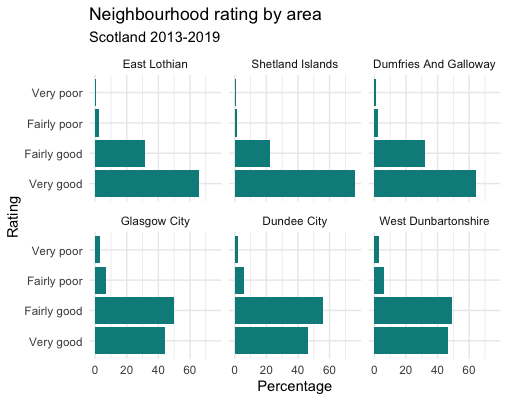 Neighbourhood rating by area
Scotland 2013-2019
East Lothian
Shetland Islands
Dumfries And Galloway
Very poor
Fairly poor
Fairly good
Very good
Glasgow City
Dundee City
West Dunbartonshire
Very poor
Fairly poor
Fairly good
Very good
0 20 40 60
0 20 40 60
0 20 40 60
Percentage
Rating